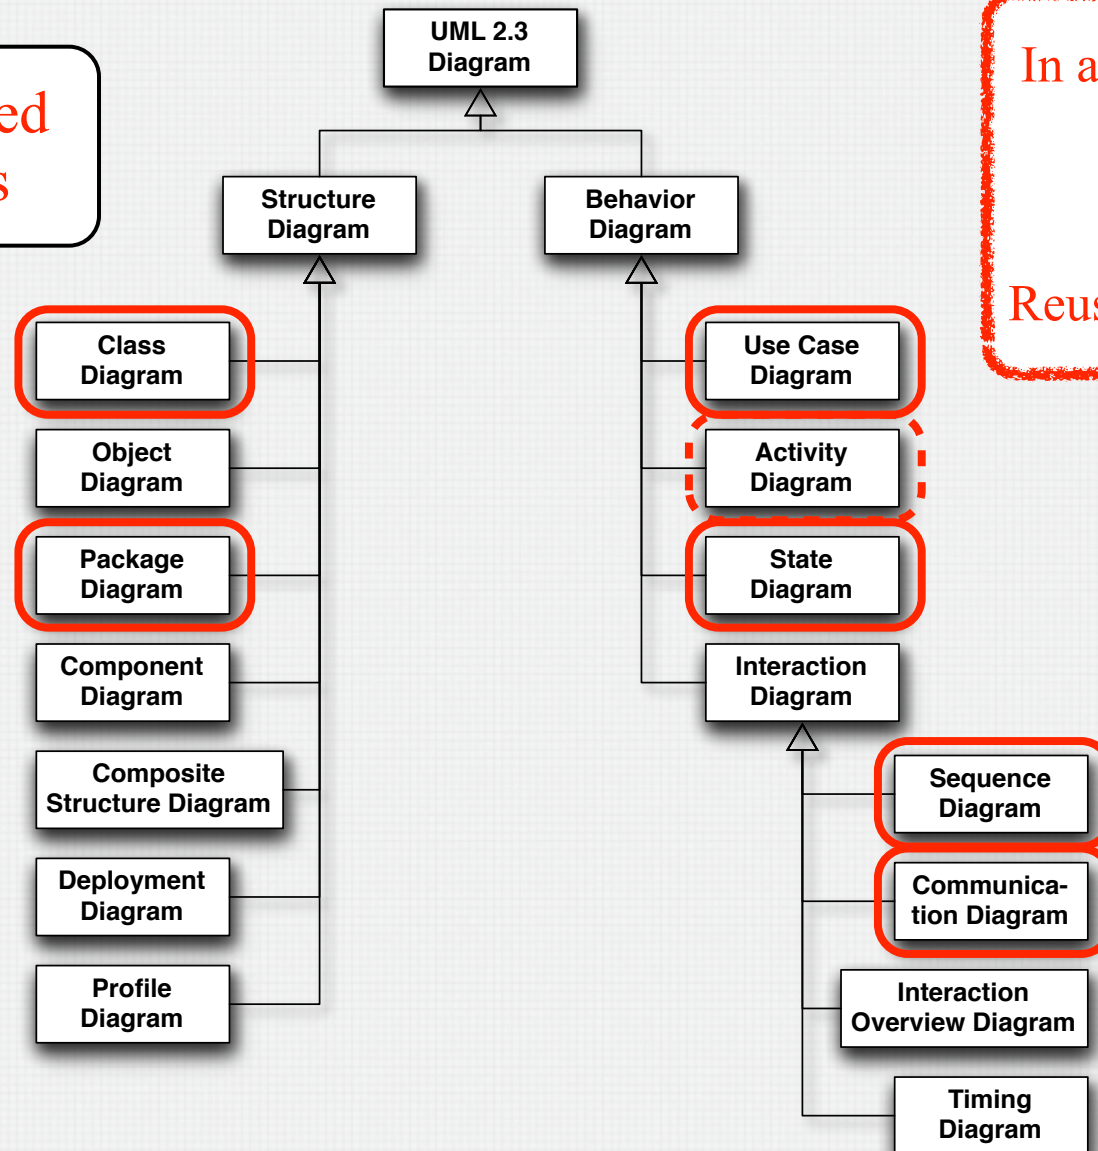 UML 2.3
Diagram
In a
ed
s
Reus
Structure
Diagram
Behavior
Diagram
Class
Diagram
Object
Diagram
Package
Diagram
Component
Diagram
Composite
Structure Diagram
Deployment
Diagram
Profile
Diagram
Use Case
Diagram
Activity
Diagram
State
Diagram
Interaction
Diagram
Sequence
Diagram
Communica-
tion Diagram
Interaction
Overview Diagram
Timing
Diagram